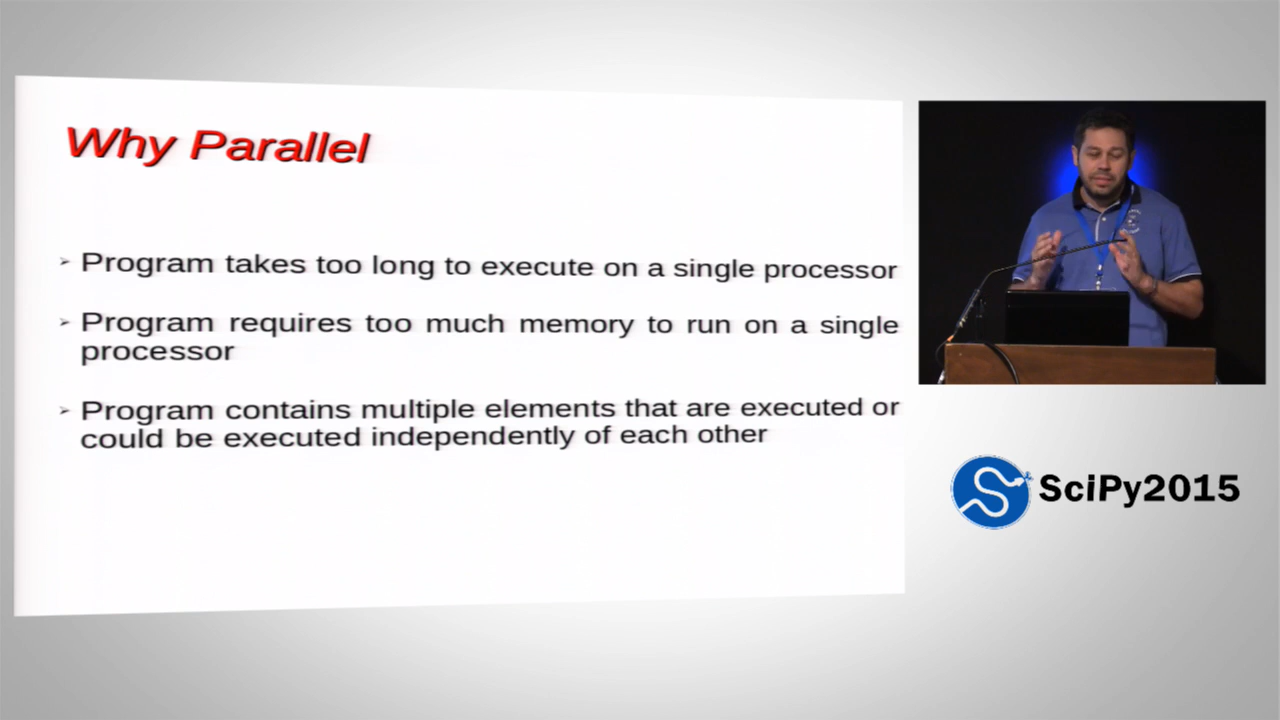 Why Parallel
➢ Program takes too long to execute on a single processor
➢ Program requires too much memory to run on a single
processor
➢ Program contains multiple elements that are executed or
could be executed independently of each other
SciPy2015